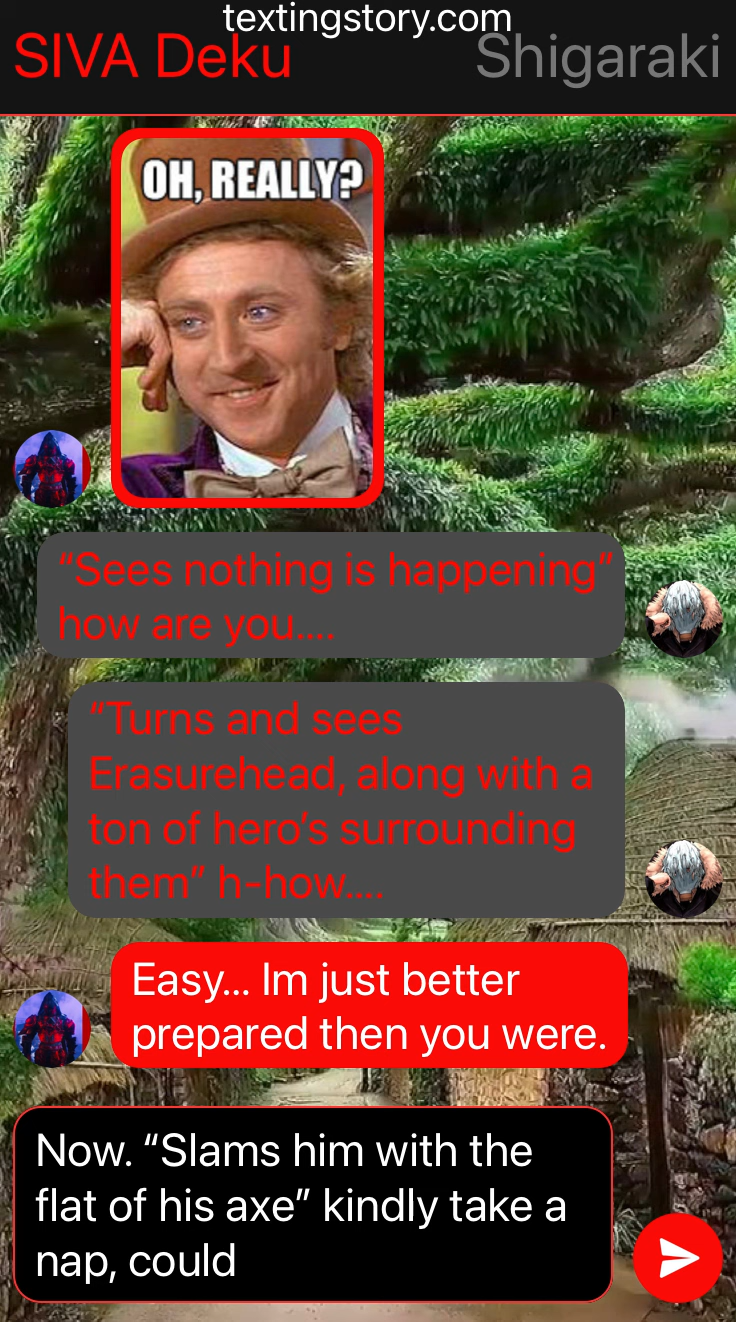 textingstory.com
SIVA Deku
Shigaraki
OH, REALLY?
“Sees nothing is happening”
how are you....
“Turns and sees
Erasurehead, along with a
ton of hero’s surrounding
them” h-how....
Easy... Im just better
prepared then you were.
Now. “Slams him with the
flat of his axe” kindly take a
nap, could